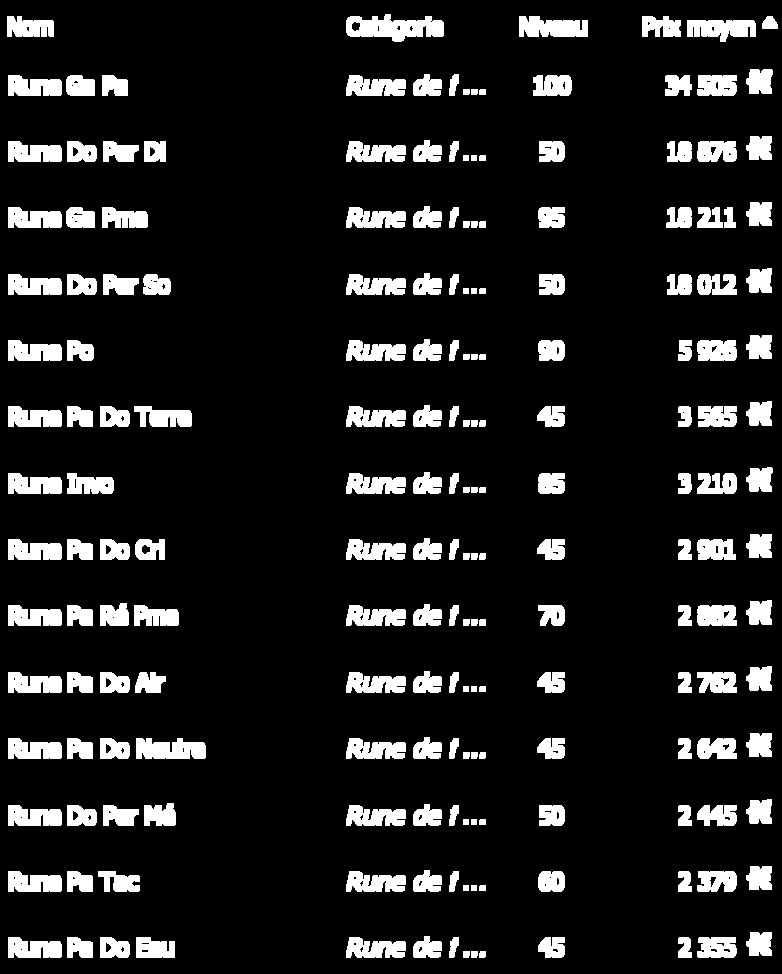 Nom Catégorie Niveau Prix moyen
Rune Ga Pa Rune de f ... 100 34 505
Rune Do Per Di Rune de f ... 50 18 876
Rune Ga Pme Rune de f ... 95 18 211
Rune Do Per So Rune de f ... 50 18 012
Rune Po Rune de f ... 90 5 926
Rune Pa Do Terre Rune de f ... 45 3 565
Rune Invo Rune de f ... 85 3 210
Rune Pa Do Cri Rune de f ... 45 2 901
Rune Pa Ré Pme Rune de f ... 70 2 882
Rune Pa Do Air Rune de f ... 45 2 762
Rune Pa Do Neutre Rune de f ... 45 2 642
Rune Do Per Mé Rune de f ... 50 2 445
Rune Pa Tac Rune de f ... 60 2 379
Rune Pa Do Eau Rune de f ... 45 2 355